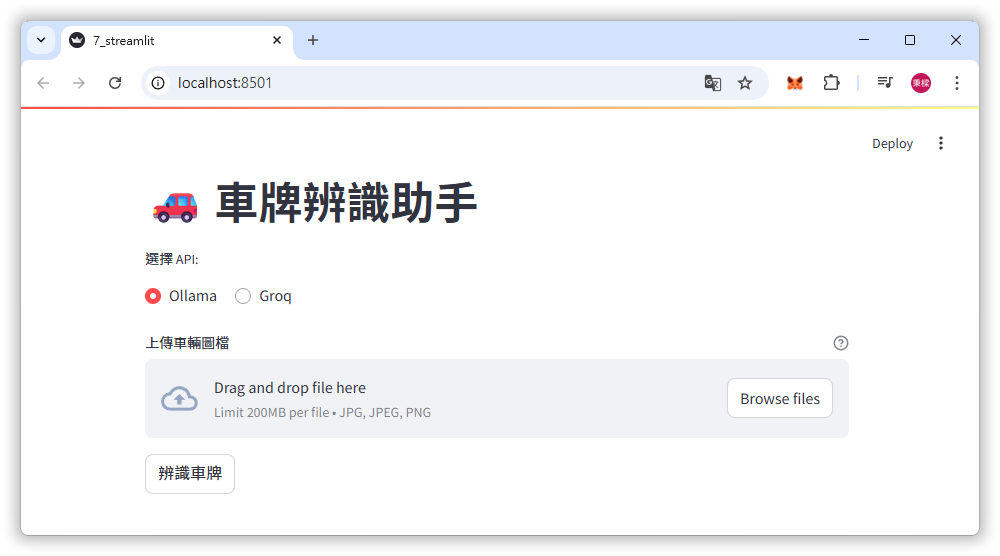 7_streamlit
localhost:8501
秉樑
Deploy
車牌辨識助手
選擇 API:
Ollama Groq
上傳車輛圖檔
Drag and drop file here
Limit 200MB per file • JPG, JPEG, PNG
Browse files
辨識車牌